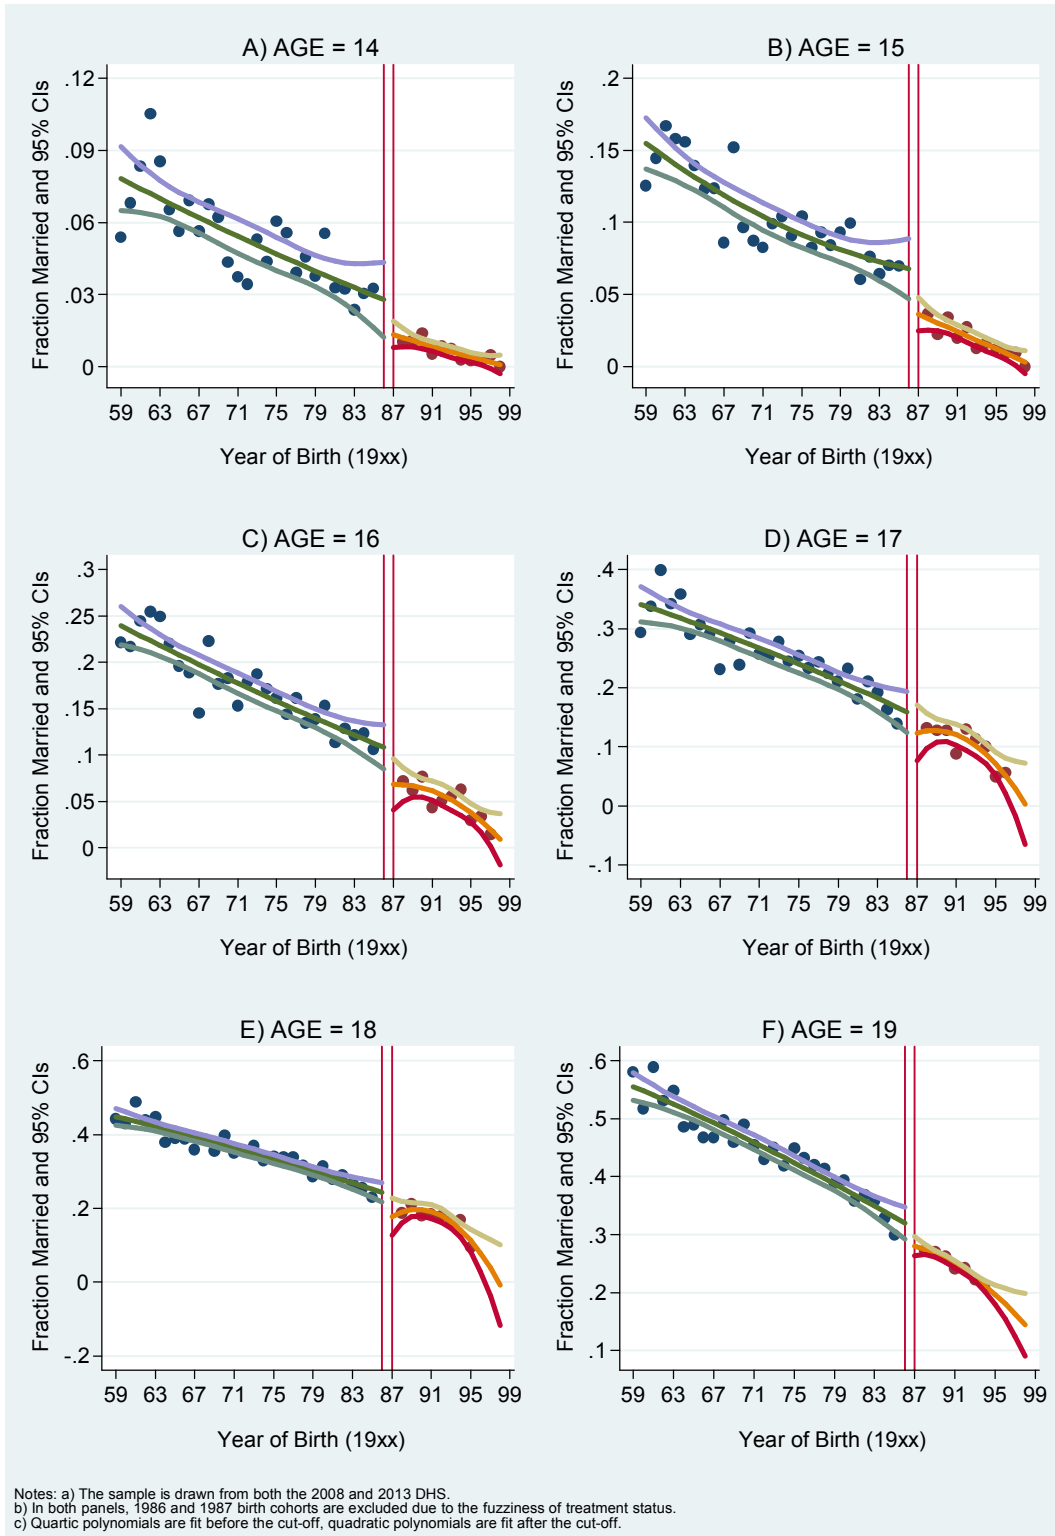 A) AGE = 14
Fraction Married and 95% CIs
.12
.09
.06
.03
0
59 63 67 71 75 79 83 87 91 95 99
Year of Birth (19xx)
B) AGE = 15
Fraction Married and 95% CIs
.2
.15
.1
.05
0
59 63 67 71 75 79 83 87 91 95 99
Year of Birth (19xx)
C) AGE = 16
Fraction Married and 95% CIs
.3
.25
.2
.15
.1
.05
0
59 63 67 71 75 79 83 87 91 95 99
Year of Birth (19xx)
D) AGE = 17
Fraction Married and 95% CIs
.4
.3
.2
.1
0
-.1
59 63 67 71 75 79 83 87 91 95 99
Year of Birth (19xx)
E) AGE = 18
Fraction Married and 95% CIs
.6
.4
.2
0
-.2
59 63 67 71 75 79 83 87 91 95 99
Year of Birth (19xx)
F) AGE = 19
Fraction Married and 95% CIs
.6
.5
.4
.3
.2
.1
59 63 67 71 75 79 83 87 91 95 99
Year of Birth (19xx)
Notes: a) The sample is drawn from both the 2008 and 2013 DHS.
b) In both panels, 1986 and 1987 birth cohorts are excluded due to the fuzziness of treatment status.
c) Quartic polynomials are fit before the cut-off, quadratic polynomials are fit after the cut-off.